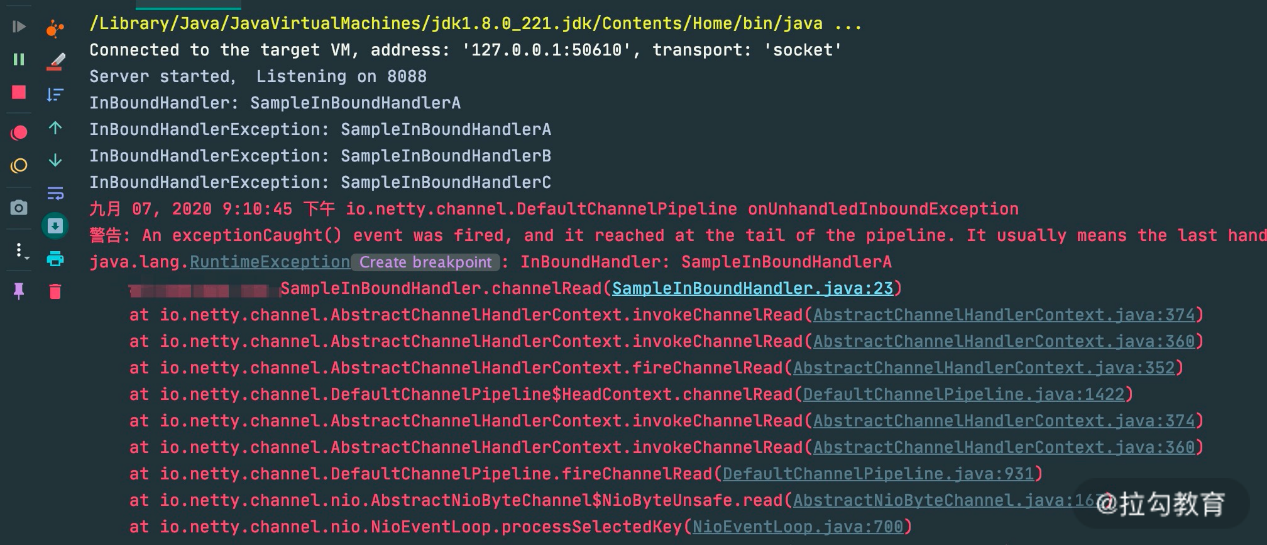 /Library/Java/JavaVirtualMachines/jdk1.8.0_221.jdk/Contents/Home/bin/java ...
Connected to the target VM, address: '127.0.0.1:50610', transport: 'socket'
Server started, Listening on 8088
InBoundHandler: SampleInBoundHandlerA
InBoundHandlerException: SampleInBoundHandlerA
InBoundHandlerException: SampleInBoundHandlerB
InBoundHandlerException: SampleInBoundHandlerC
九月 07, 2020 9:10:45 下午 io.netty.channel.DefaultChannelPipeline onUnhandledInboundException
警告: An exceptionCaught() event was fired, and it reached at the tail of the pipeline. It usually means the last hand
java.lang.RuntimeException Create breakpoint : InBoundHandler: SampleInBoundHandlerA
SampleInBoundHandler.channelRead(SampleInBoundHandler.java:23)
at io.netty.channel.AbstractChannelHandlerContext.invokeChannelRead(AbstractChannelHandlerContext.java:374)
at io.netty.channel.AbstractChannelHandlerContext.invokeChannelRead(AbstractChannelHandlerContext.java:360)
at io.netty.channel.AbstractChannelHandlerContext.fireChannelRead(AbstractChannelHandlerContext.java:352)
at io.netty.channel.DefaultChannelPipeline$HeadContext.channelRead(DefaultChannelPipeline.java:1422)
at io.netty.channel.AbstractChannelHandlerContext.invokeChannelRead(AbstractChannelHandlerContext.java:374)
at io.netty.channel.AbstractChannelHandlerContext.invokeChannelRead(AbstractChannelHandlerContext.java:360)
at io.netty.channel.DefaultChannelPipeline.fireChannelRead(DefaultChannelPipeline.java:931)
at io.netty.channel.nio.AbstractNioByteChannel$NioByteUnsafe.read(AbstractNioByteChannel.java:
at io.netty.channel.nio.NioEventLoop.processSelectedKey(NioEventLoop.java:700)
@拉勾教育